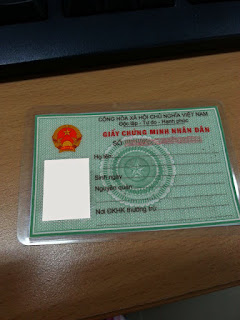 CỘNG HÒA XÃ HỘI CHỦ NGHĨA VIỆT NAM
Độc lập - Tự do - Hạnh phúc
GIẤY CHỨNG MINH NHÂN DÂN
SỐ
Họ tên
Sinh ngày
Nguyên quán
Nơi ĐKHK thường trú